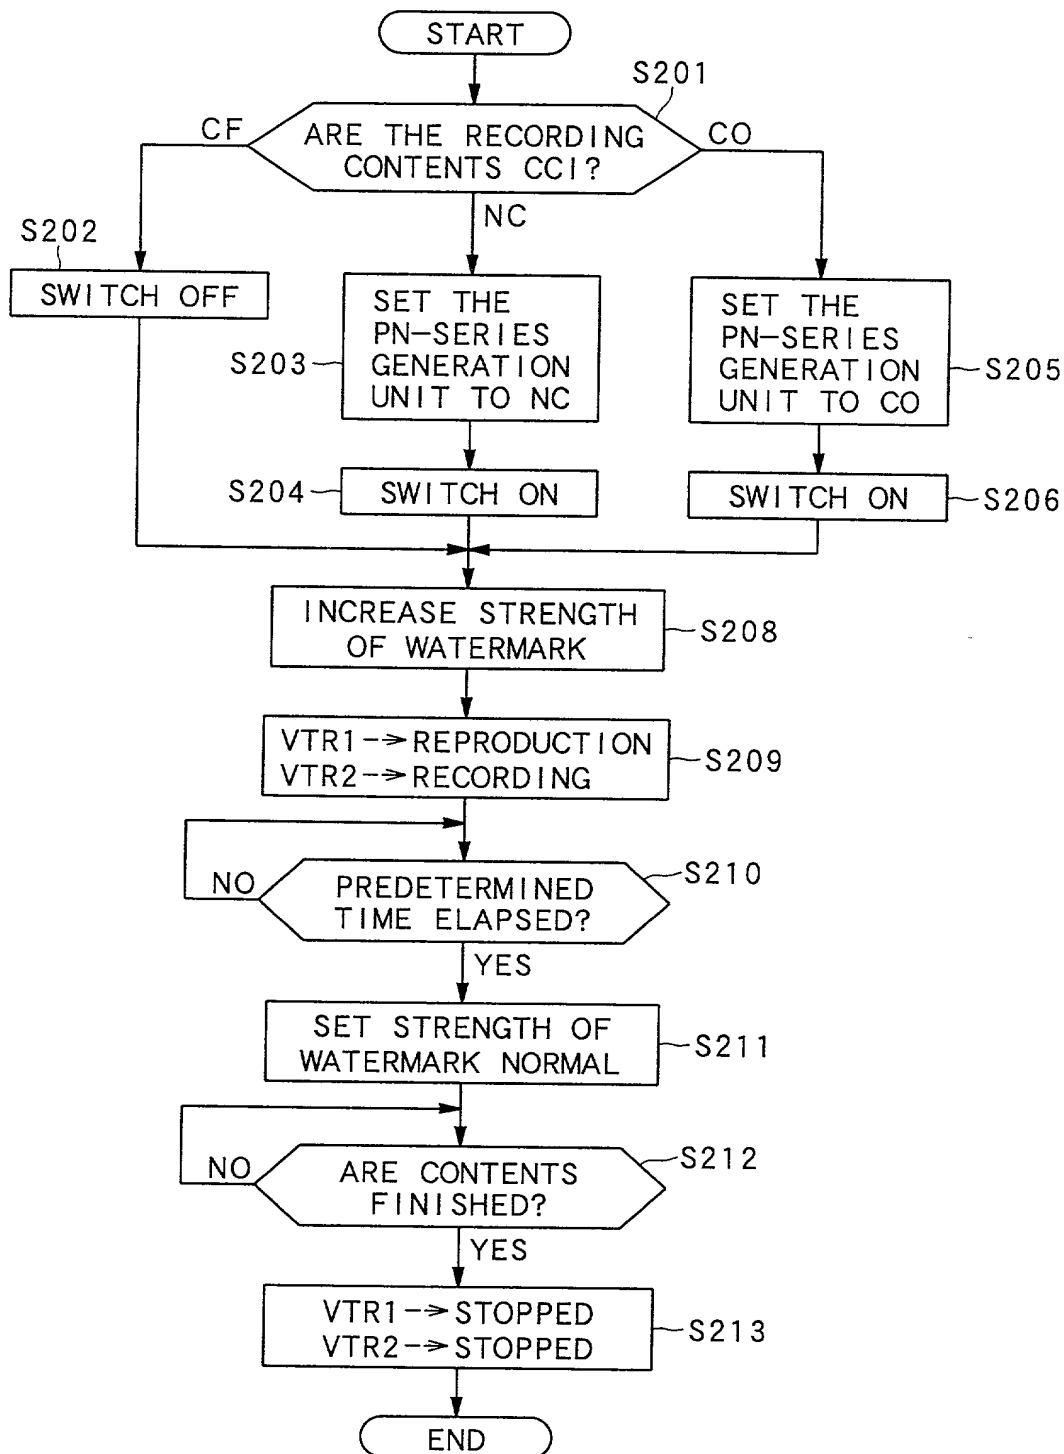 START
S201
ARE THE RECORDING
CONTENTS CCI?
CF
CO
NC
S202
SWITCH OFF
SET THE
PN-SERIES
GENERATION
UNIT TO NC
S203
SET THE
PN-SERIES
GENERATION
UNIT TO CO
S205
S204
SWITCH ON
SWITCH ON
S206
INCREASE STRENGTH
OF WATERMARK
S208
VTR1→REPRODUCTION
VTR2→RECORDING
S209
S210
NO
PREDETERMINED
TIME ELAPSED?
YES
SET STRENGTH OF
WATERMARK NORMAL
S211
S212
NO
ARE CONTENTS
FINISHED?
YES
VTR1→STOPPED
VTR2→STOPPED
S213
END